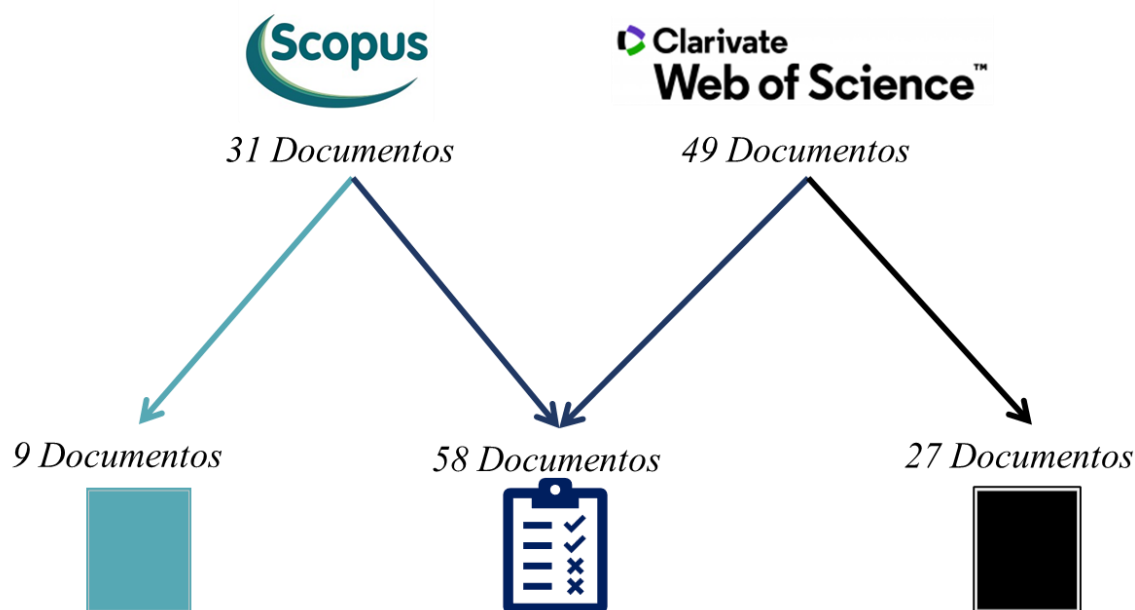 Scopus
Clarivate
Web of Science™
31 Documentos
49 Documentos
9 Documentos
58 Documentos
27 Documentos